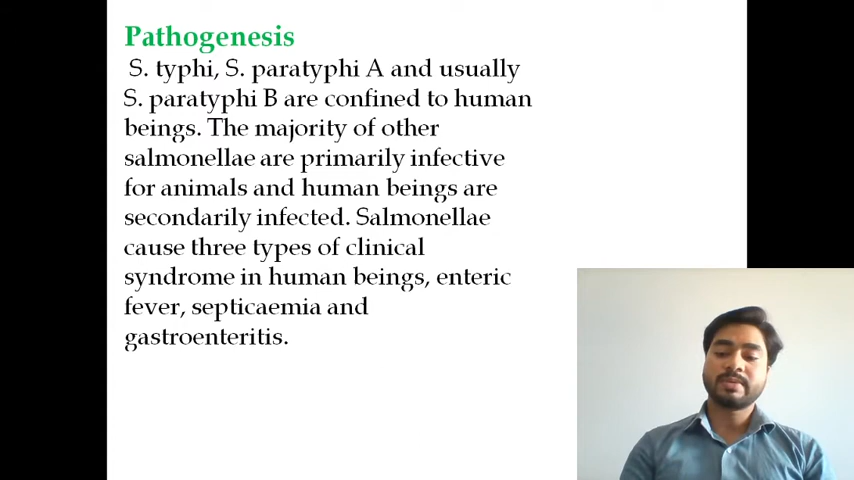 Pathogenesis
S. typhi, S. paratyphi A and usually
S. paratyphi B are confined to human
beings. The majority of other
salmonellae are primarily infective
for animals and human beings are
secondarily infected. Salmonellae
cause three types of clinical
syndrome in human beings, enteric
fever, septicaemia and
gastroenteritis.